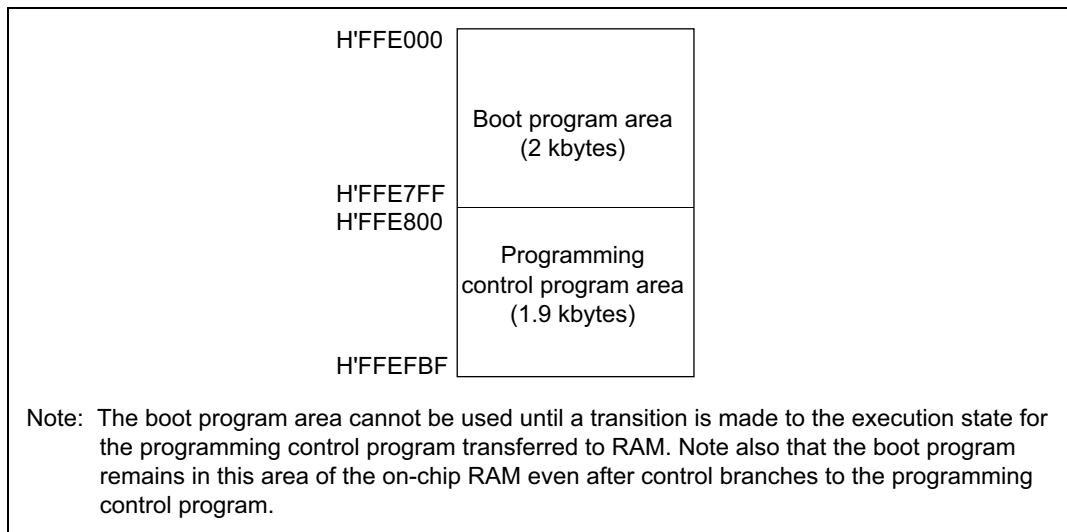 H'FFE000
Boot program area
(2 kbytes)
H'FFE7FF
H'FFE800
Programming
control program area
(1.9 kbytes)
H'FFEFBF
Note: The boot program area cannot be used until a transition is made to the execution state for
the programming control program transferred to RAM. Note also that the boot program
remains in this area of the on-chip RAM even after control branches to the programming
control program.